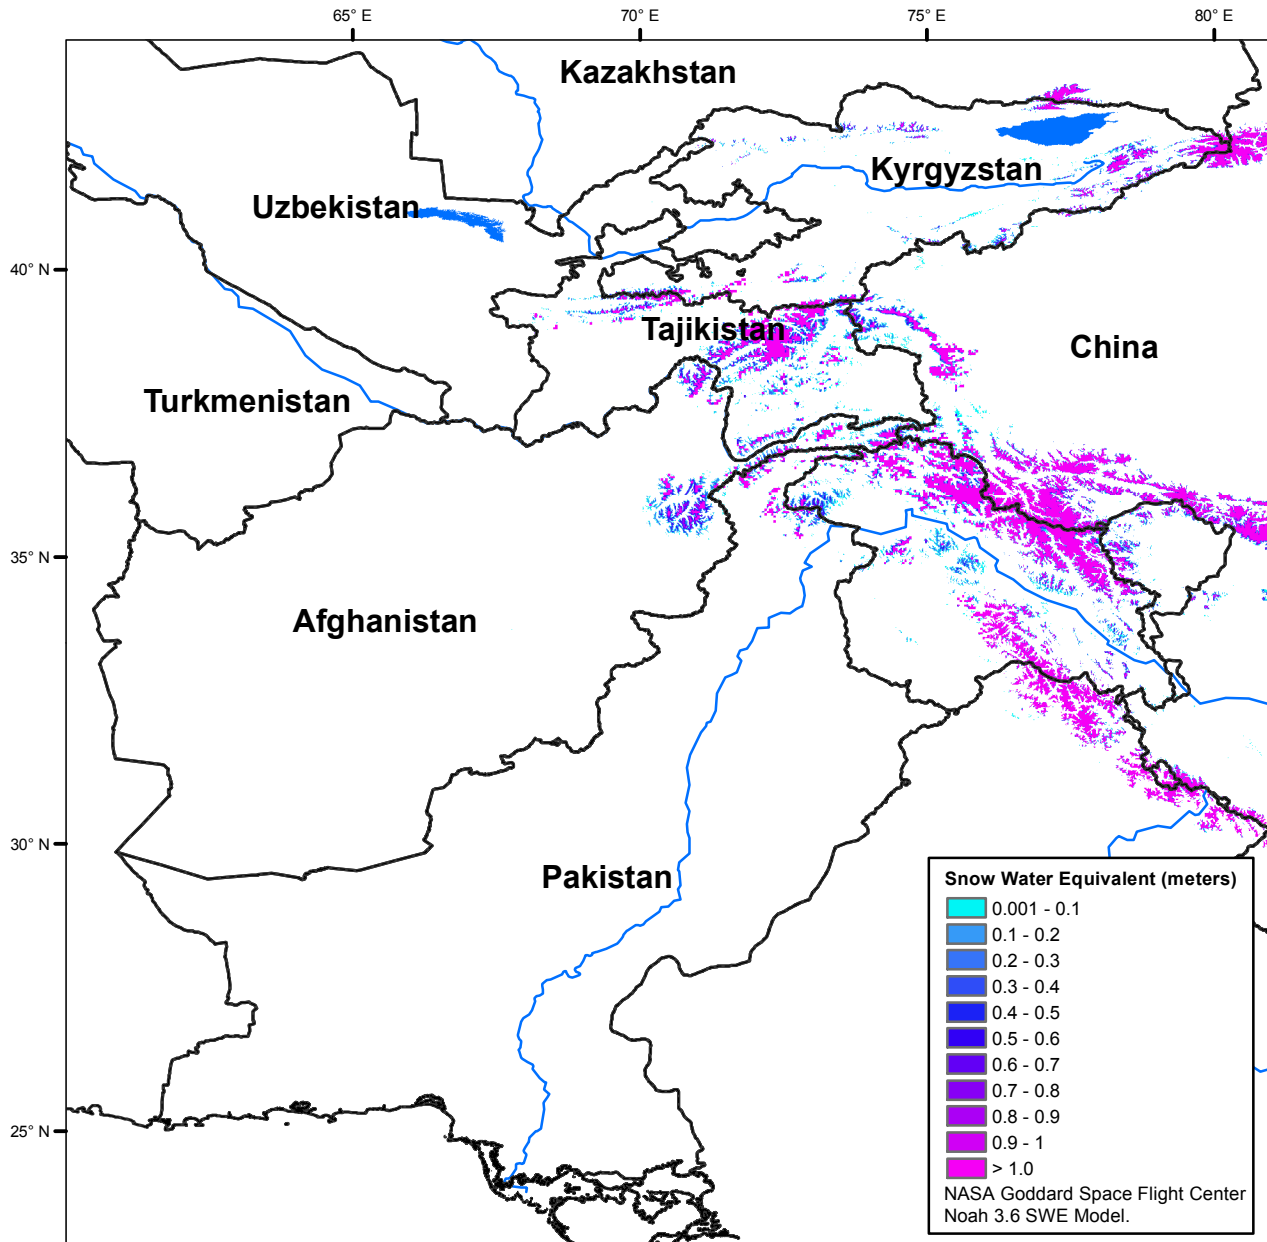 65° E
70° E
75° E
80° E
Kazakhstan
Kyrgyzstan
Uzbekistan
40° N
Tajikistan
China
Turkmenistan
35° N
Afghanistan
30° N
Pakistan
25° N
Snow Water Equivalent (meters)
0.001 - 0.1
0.1 - 0.2
0.2 - 0.3
0.3 - 0.4
0.4 - 0.5
0.5 - 0.6
0.6 - 0.7
0.7 - 0.8
0.8 - 0.9
0.9 - 1
> 1.0
NASA Goddard Space Flight Center
Noah 3.6 SWE Model.